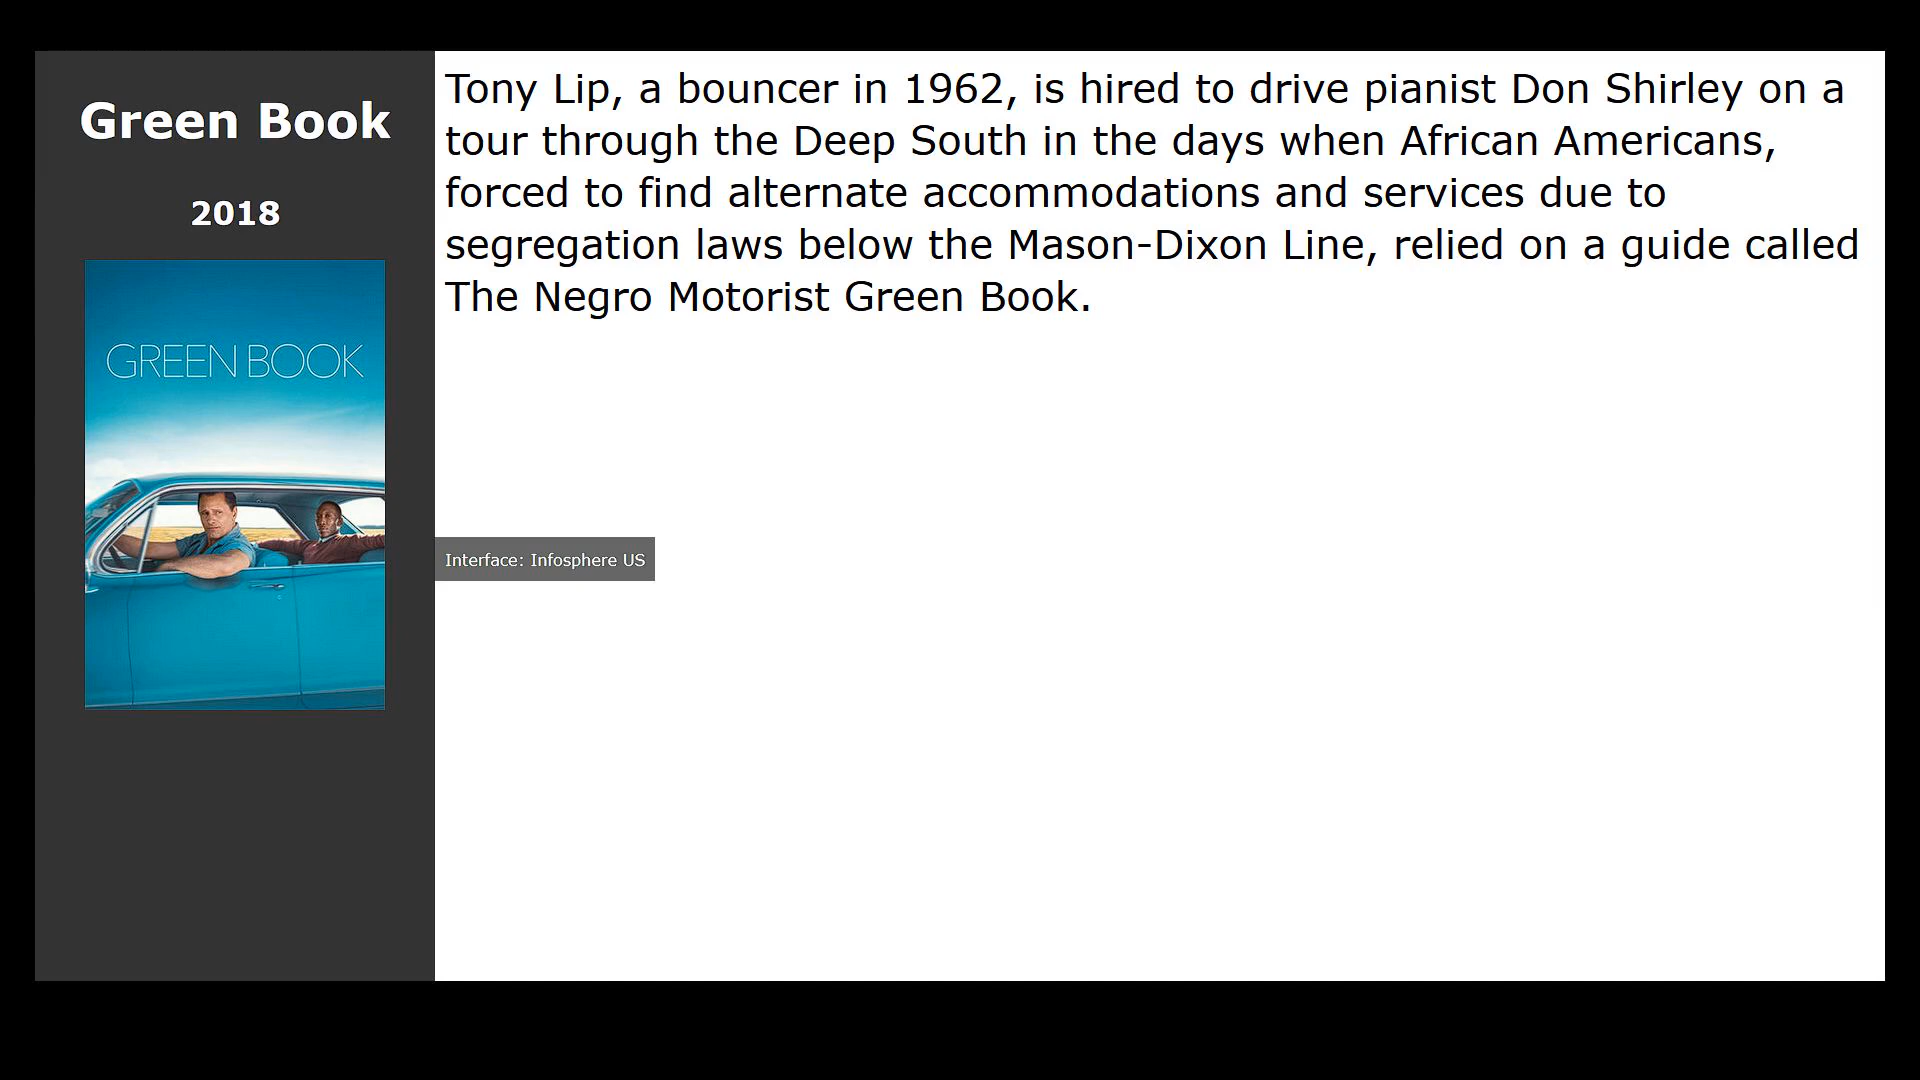 Green Book
2018
GREEN BOOK
Tony Lip, a bouncer in 1962, is hired to drive pianist Don Shirley on a
tour through the Deep South in the days when African Americans,
forced to find alternate accommodations and services due to
segregation laws below the Mason-Dixon Line, relied on a guide called
The Negro Motorist Green Book.
Interface: Infosphere US